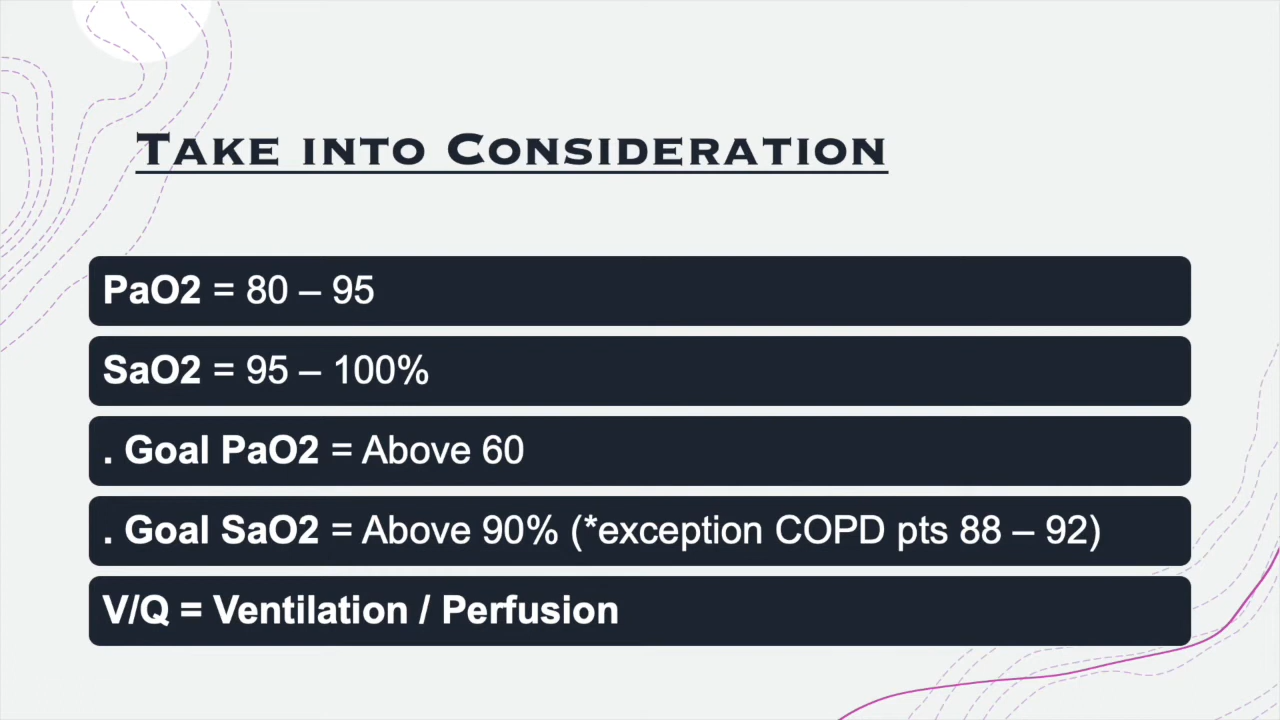 Take into Consideration
PaO2 = 80 – 95
SaO2 = 95 – 100%
. Goal PaO2 = Above 60
. Goal SaO2 = Above 90% (*exception COPD pts 88 – 92)
V/Q = Ventilation / Perfusion